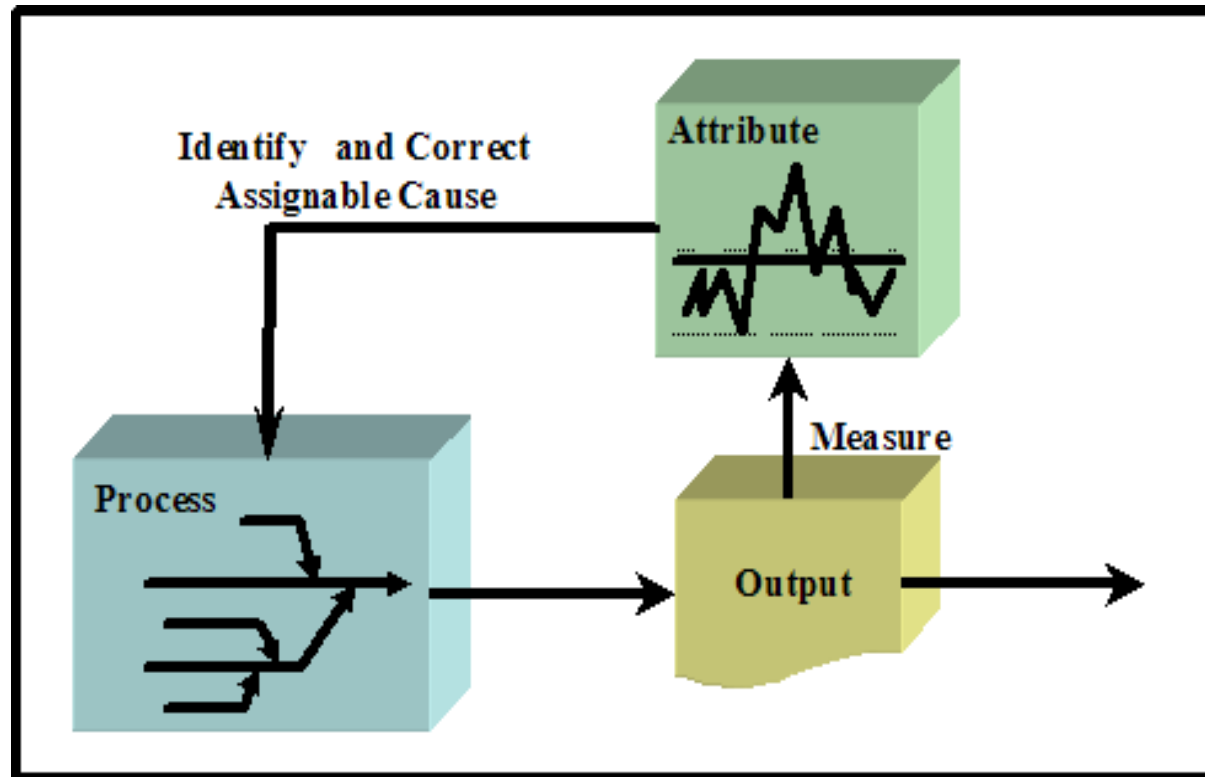 Identify and Correct
Assignable Cause
Attribute
Measure
Process
Output